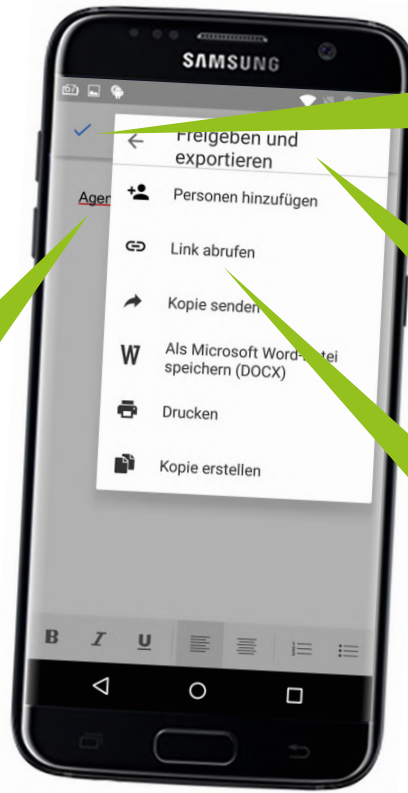 SAMSUNG
Freigeben und
exportieren
Personen hinzufügen
Link abrufen
Kopie senden
Als Microsoft Word-Datei
speichern (DOCX)
Drucken
Kopie erstellen
B I U